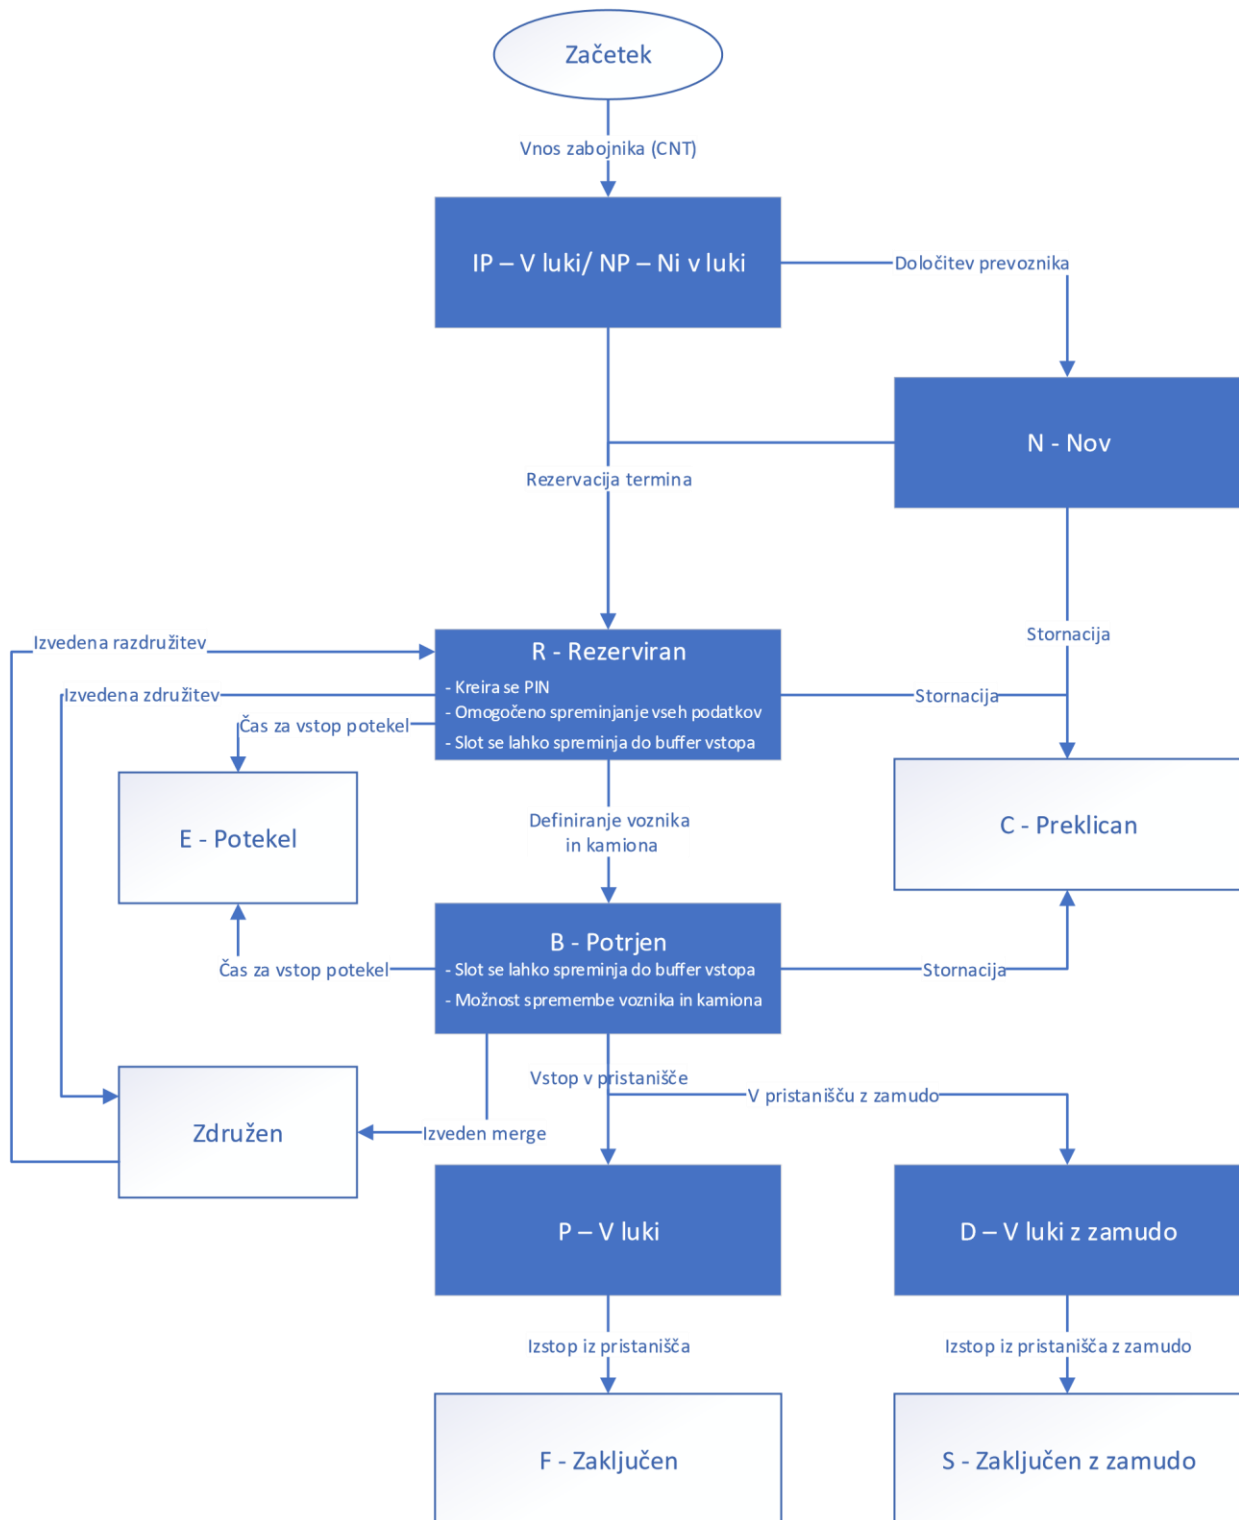 Začetek
Vnos zabojnika (CNT)
IP – V luki/ NP – Ni v luki
Določitev prevoznika
N - Nov
Rezervacija termina
Stornacija
Izvedena razdružitev
R - Rezerviran
- Kreira se PIN
- Omogočeno spreminjanje vseh podatkov
- Slot se lahko spreminja do buffer vstopa
Izvedena združitev
Stornacija
Čas za vstop potekel
E - Potekel
Definiranje voznika
in kamiona
C - Preklican
B - Potrjen
- Slot se lahko spreminja do buffer vstopa
- Možnost spremembe voznika in kamiona
Čas za vstop potekel
Stornacija
Vstop v pristanišče
V pristanišču z zamudo
Združen
Izveden merge
P – V luki
D – V luki z zamudo
Izstop iz pristanišča
Izstop iz pristanišča z zamudo
F - Zaključen
S - Zaključen z zamudo